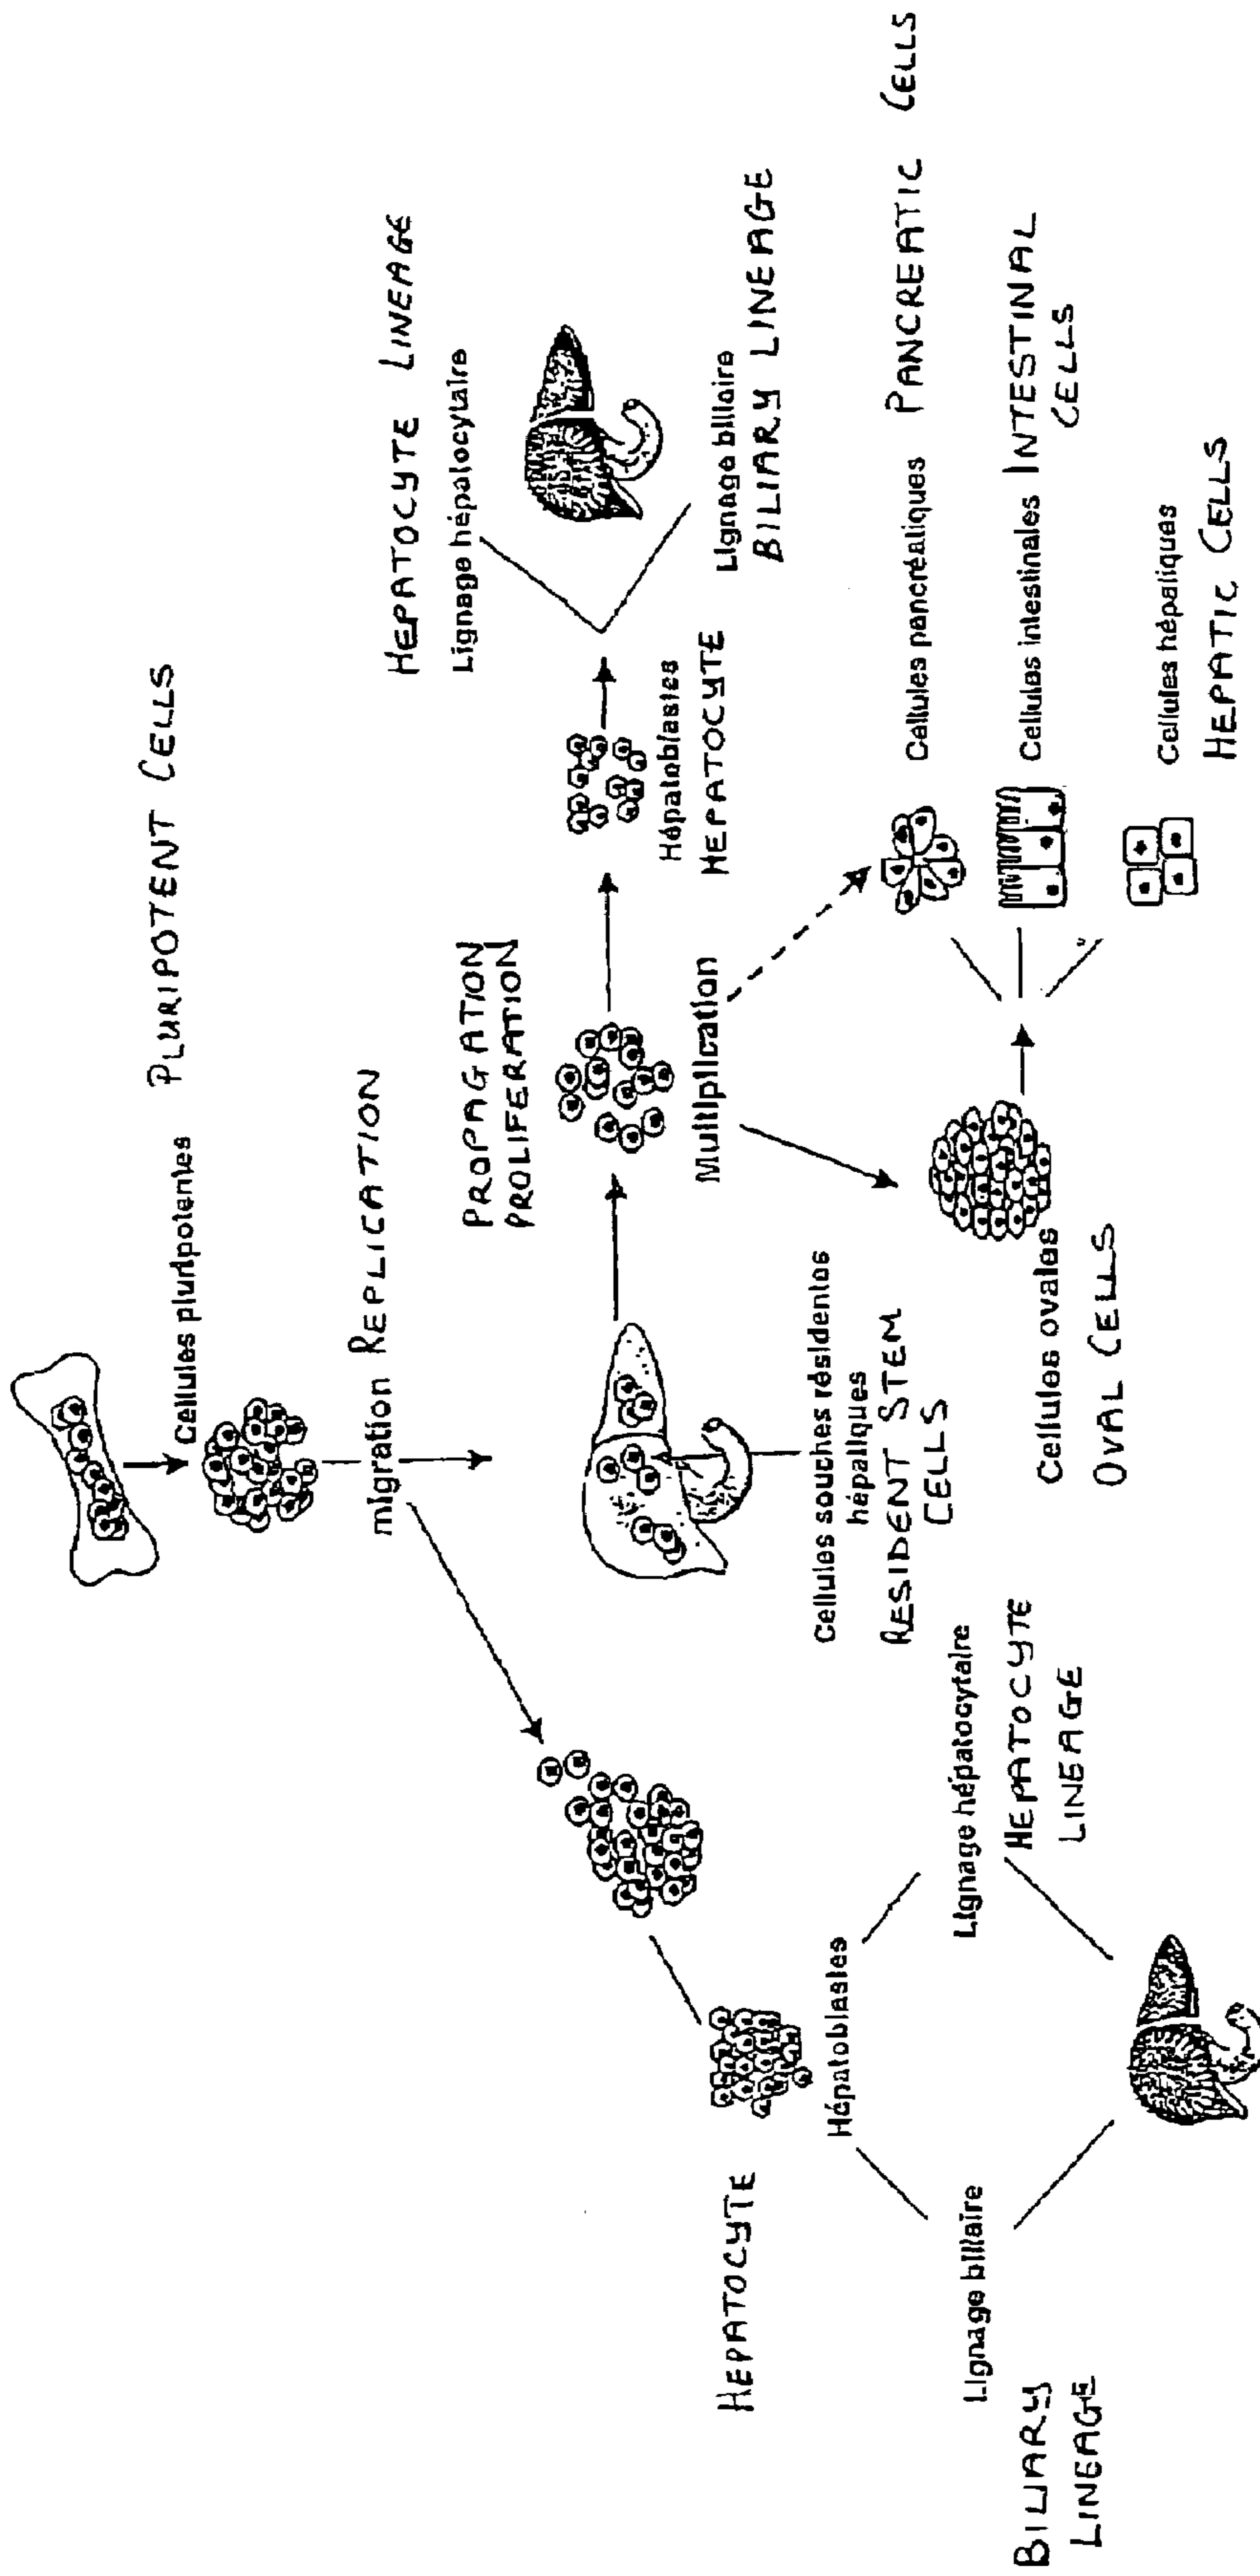 Cellules pluripotentes PLURIPOTENT CELLS
migration REPLICATION
HEPATOCYTE LINEAGE
Lignage hépatocytaire
PROPAGATION
PROLIFERATION
Multiplication
Hépatoblastes
HEPATOCYTE
Lignage biliaire
BILIARY LINEAGE
Cellules souches résidentes
hépatiques
RESIDENT STEM
CELLS
HEPATOCYTE
Hépatoblastes
Lignage biliaire
BILIARY
LINEAGE
Lignage hépatocytaire
HEPATOCYTE
LINEAGE
Cellules ovales
OVAL CELLS
Cellules pancréatiques PANCREATIC CELLS
Cellules intestinales INTESTINAL
CELLS
Cellules hépatiques
HEPATIC CELLS